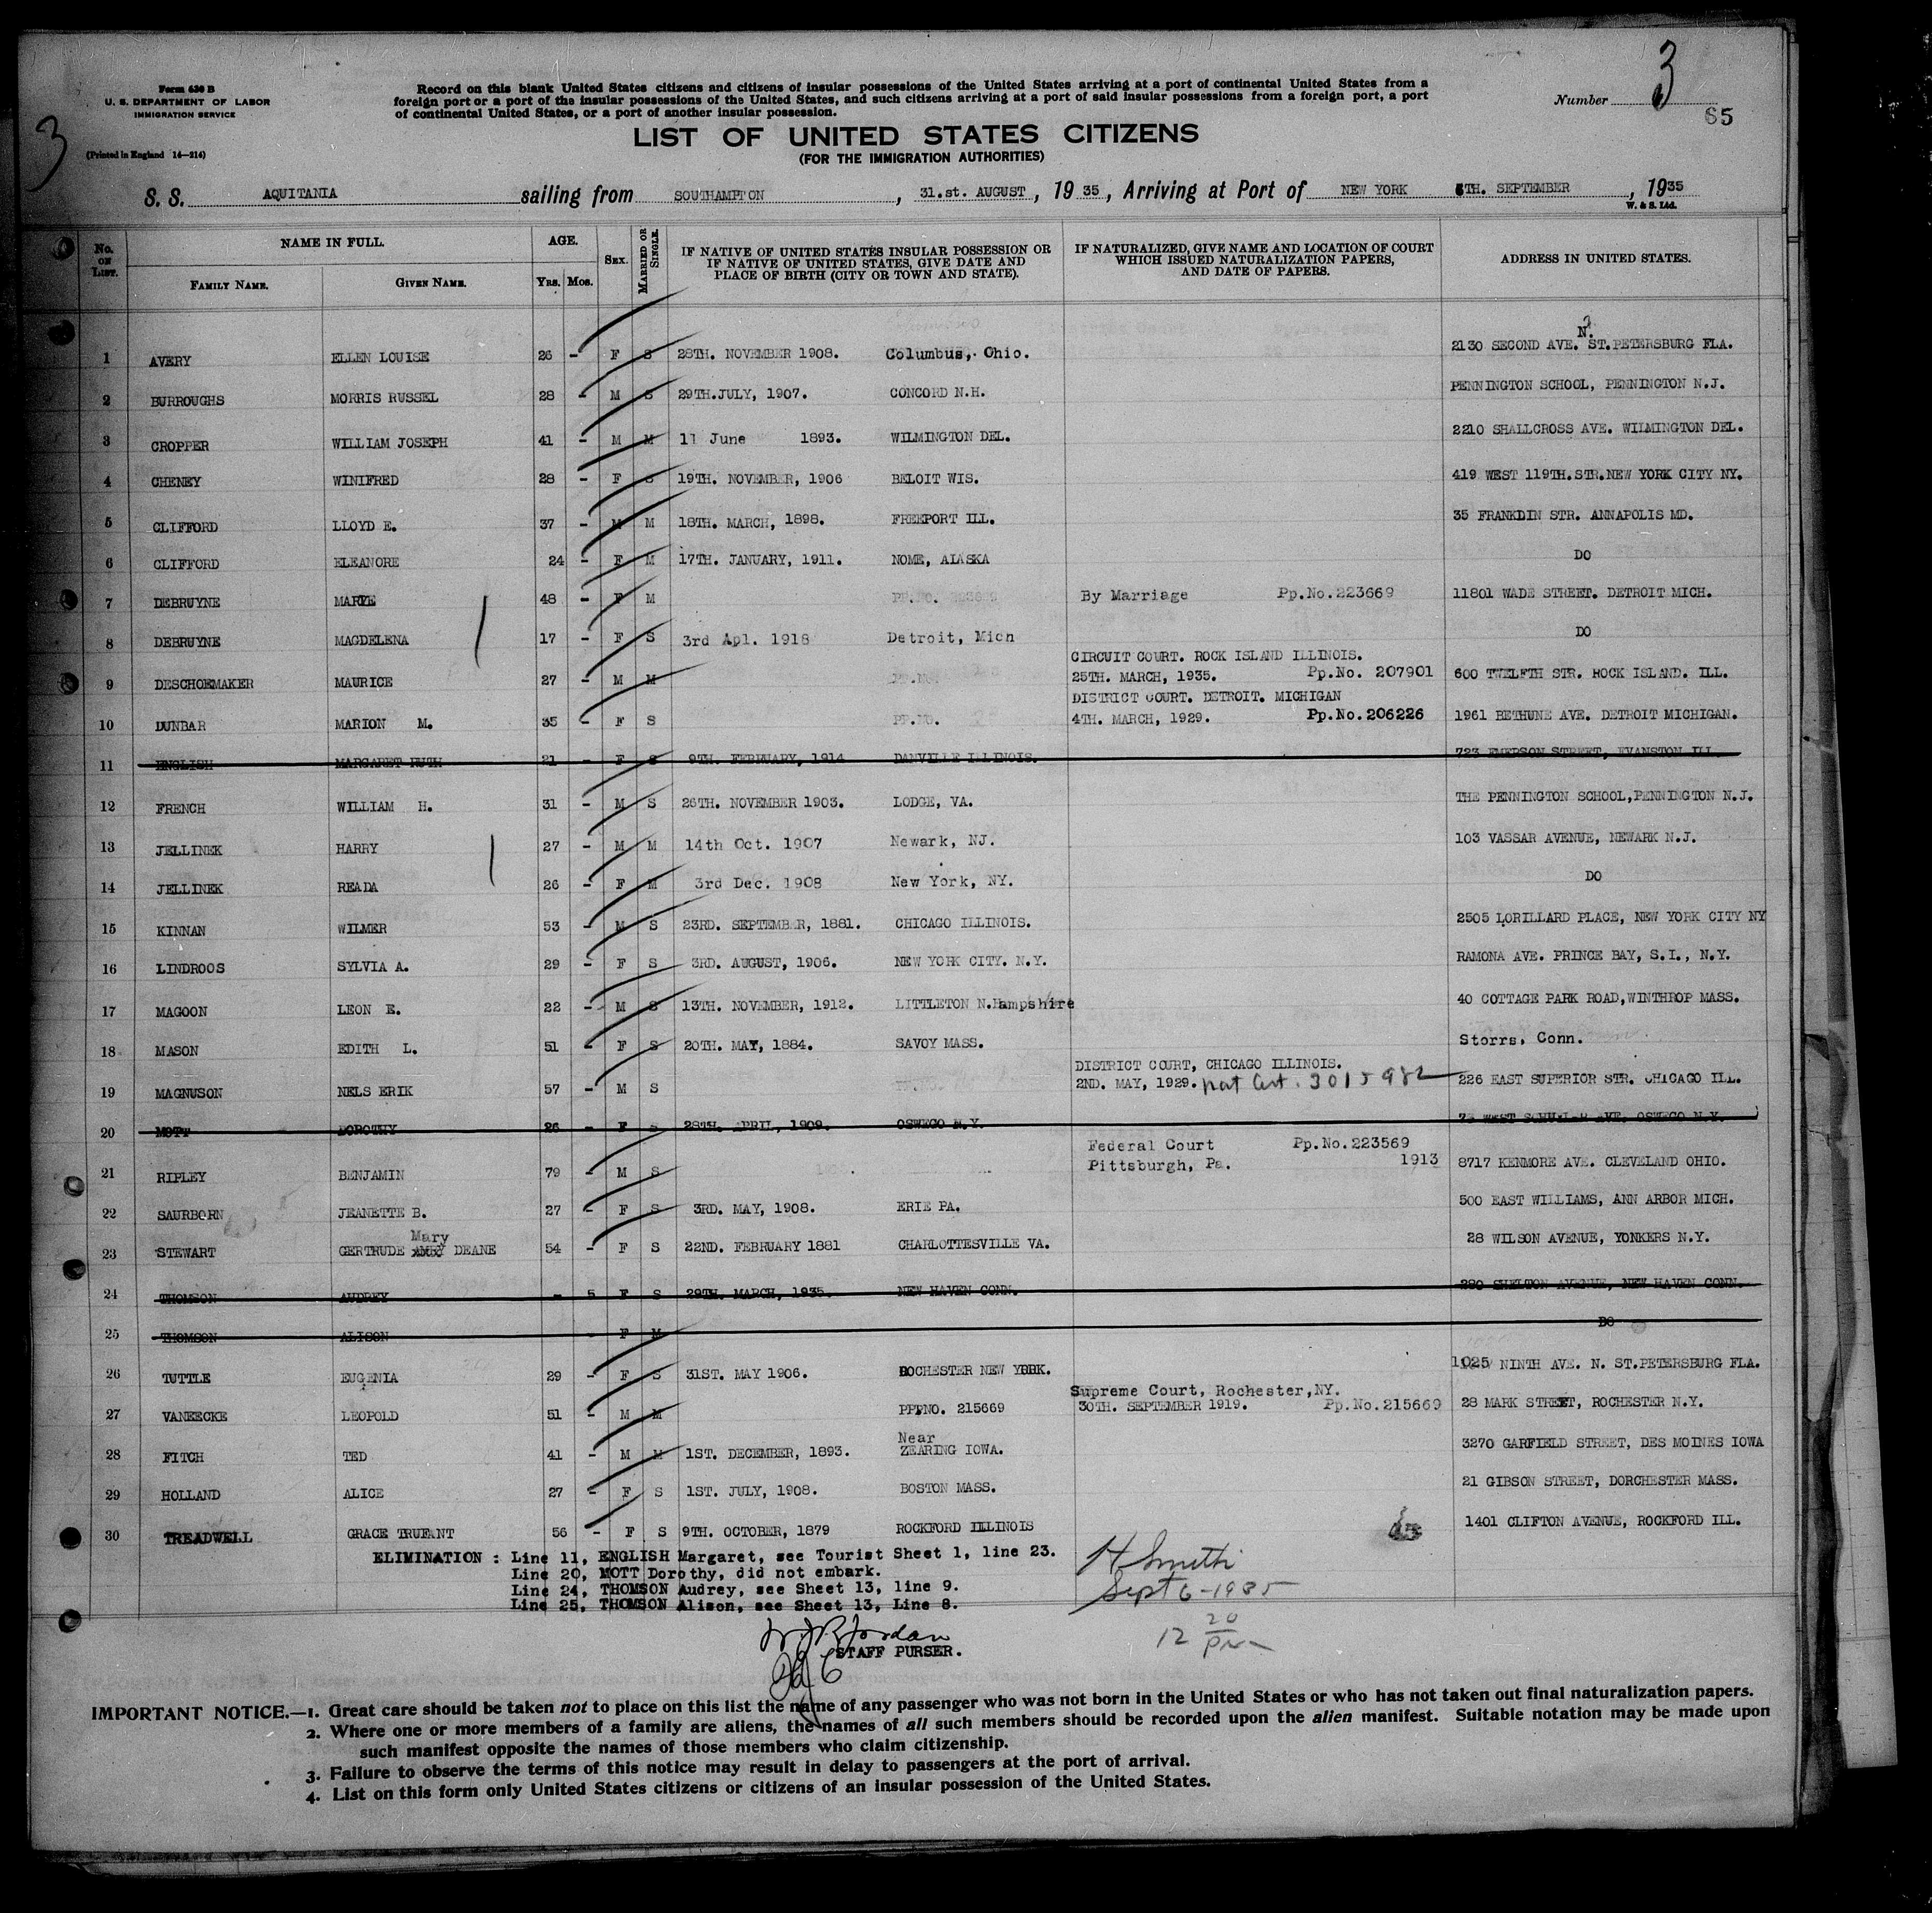 3
Form 630 B
U. S. DEPARTMENT OF LABOR
IMMIGRATION SERVICE
(Printed in England 14—214)
3
Record on this blank United States citizens and citizens of insular possessions of the United States arriving at a port of continental United States from a
foreign port or a port of the insular possessions of the United States, and such citizens arriving at a port of said insular possessions from a foreign port, a port
of continental United States, or a port of another insular possession.
Number
65
LIST OF UNITED STATES CITIZENS
(FOR THE IMMIGRATION AUTHORITIES)
S. S. AQUITANIA sailing from SOUTHAMPTON, 31.st. AUGUST, 19 35, Arriving at Port of NEW YORK TH. SEPTEMBER, 1935
W. & S. Ltd.
No. ON LIST. NAME IN FULL. AGE. SEX. MARRIED OR SINGLE. IF NATIVE OF UNITED STATES INSULAR POSSESSION OR IF NATIVE OF UNITED STATES, GIVE DATE AND PLACE OF BIRTH (CITY OR TOWN AND STATE). IF NATURALIZED, GIVE NAME AND LOCATION OF COURT WHICH ISSUED NATURALIZATION PAPERS, AND DATE OF PAPERS. ADDRESS IN UNITED STATES.
FAMILY NAME. GIVEN NAME. YRS. MOS.
N.
1 AVERY ELLEN LOUISE 26 - F S 28TH. NOVEMBER 1908. Columbus, Ohio. 2130 SECOND AVE. ST.PETERSBURG FLA.
2 BURROUGHS MORRIS RUSSEL 28 - M S 29TH.JULY, 1907. CONCORD N.H. PENNINGTON SCHOOL, PENNINGTON N.J.
3 CROPPER WILLIAM JOSEPH 41 - M M 11 June 1893. WILMINGTON DEL. 2210 SHALLCROSS AVE. WILMINGTON DEL.
4 CHENEY WINIFRED 28 - F S 19TH. NOVEMBER, 1906 BELOIT WIS. 419 WEST 119TH.STR.NEW YORK CITY NY.
5 CLIFFORD LLOYD E. 37 - M M 18TH. MARCH, 1898. FREEPORT ILL. 35 FRANKLIN STR. ANNAPOLIS MD.
6 CLIFFORD ELEANORE 24 - F M 17TH. JANUARY, 1911. NOME, ALASKA DO
7 DEBRUYNE MARIE 48 - F M By Marriage Pp.No.223669 11801 WADE STREET. DETROIT MICH.
8 DEBRUYNE MAGDELENA 17 - F S 3rd Apl. 1918 Detroit, Mich DO
CIRCUIT COURT. ROCK ISLAND ILLINOIS.
9 DESCHOEMAKER MAURICE 27 - M M PP.NO. 25TH. MARCH, 1935. Pp.No. 207901 600 TWELFTH STR. ROCK ISLAND. ILL.
DISTRICT COURT. DETROIT. MICHIGAN
10 DUNBAR MARION M. 35 - F S PP.NO. 4TH. MARCH, 1929. Pp.No.206226 1961 BETHUNE AVE. DETROIT MICHIGAN.
11 ENGLISH MARGARET RUTH 21 - F S 9TH. FEBRUARY, 1914 DANVILLE ILLINOIS. 723 EMERSON STREET, EVANSTON ILL
12 FRENCH WILLIAM H. 31 - M S 26TH. NOVEMBER 1903. LODGE, VA. THE PENNINGTON SCHOOL,PENNINGTON N.J.
13 JELLINEK HARRY 27 - M M 14th Oct. 1907 Newark, NJ. 103 VASSAR AVENUE, NEWARK N.J.
14 JELLINEK READA 26 - F M 3rd Dec. 1908 New York, NY. DO
15 KINNAN WILMER 53 - M S 23RD. SEPTEMBER, 1881. CHICAGO ILLINOIS. 2505 LORILLARD PLACE, NEW YORK CITY NY
16 LINDROOS SYLVIA A. 29 - F S 3RD. AUGUST, 1906. NEW YORK CITY. N.Y. RAMONA AVE. PRINCE BAY, S.I., N.Y.
17 MAGOON LEON E. 22 - M S 13TH. NOVEMBER, 1912. LITTLETON N.Hampshire 40 COTTAGE PARK ROAD,WINTHROP MASS.
18 MASON EDITH L. 51 - F S 20TH. MAY, 1884. SAVOY MASS. Storrs, Conn.
DISTRICT COURT, CHICAGO ILLINOIS.
19 MAGNUSON NELS ERIK 57 - M S 2ND. MAY, 1929. nat Cert. 3015982 226 EAST SUPERIOR STR. CHICAGO ILL.
20 MOTT DOROTHY 26 - F S 28TH. APRIL, 1909. OSWEGO N.Y. WEST AVE. OSWEGO N.Y.
Federal Court Pp.No.223569
21 RIPLEY BENJAMIN 79 - M S Pittsburgh, Pa. 1913 8717 KENMORE AVE. CLEVELAND OHIO.
22 SAURBORN JEANETTE B. 27 - F S 3RD. MAY, 1908. ERIE PA. 500 EAST WILLIAMS, ANN ARBOR MICH.
Mary
23 STEWART GERTRUDE DEANE 54 - F S 22ND. FEBRUARY 1881 CHARLOTTESVILLE VA. 28 WILSON AVENUE, YONKERS N.Y.
24 THOMSON AUDREY - 5 F S 29TH. MARCH, 1935. NEW HAVEN CONN. 280 SHELTON AVENUE, NEW HAVEN CONN.
25 THOMSON ALISON - F M DO
26 TUTTLE EUGENIA 29 - F S 31ST. MAY 1906. ROCHESTER NEW YORK. 1025 NINTH AVE. N. ST.PETERSBURG FLA.
Supreme Court, Rochester,NY.
27 VANEECKE LEOPOLD 51 - M M PP.NO. 215669 30TH. SEPTEMBER 1919. Pp.No.215669 28 MARK STREET, ROCHESTER N.Y.
Near
28 FITCH TED 41 - M M 1ST. DECEMBER, 1893. ZEARING IOWA. 3270 GARFIELD STREET, DES MOINES IOWA
29 HOLLAND ALICE 27 - F S 1ST. JULY, 1908. BOSTON MASS. 21 GIBSON STREET, DORCHESTER MASS.
30 TREADWELL GRACE TRUFANT 56 - F S 9TH. OCTOBER, 1879 ROCKFORD ILLINOIS 1401 CLIFTON AVENUE, ROCKFORD ILL.
ELIMINATION : Line 11, ENGLISH Margaret, see Tourist Sheet 1, line 23.
Line 20, MOTT Dorothy, did not embark.
Line 24, THOMSON Audrey, see Sheet 13, line 9.
Line 25, THOMSON Alison, see Sheet 13, Line 8.
H Smith
Sept 6-1935
12 20 pm
Jordan
STAFF PURSER.
IMPORTANT NOTICE.—1. Great care should be taken not to place on this list the name of any passenger who was not born in the United States or who has not taken out final naturalization papers.
2. Where one or more members of a family are aliens, the names of all such members should be recorded upon the alien manifest. Suitable notation may be made upon
such manifest opposite the names of those members who claim citizenship.
3. Failure to observe the terms of this notice may result in delay to passengers at the port of arrival.
4. List on this form only United States citizens or citizens of an insular possession of the United States.